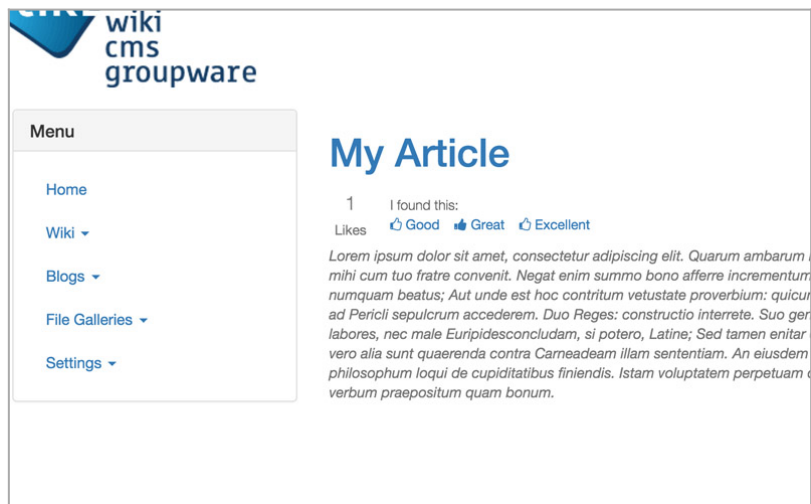 wiki
cms
groupware
Menu
Home
Wiki
Blogs
File Galleries
Settings
My Article
1
Likes
I found this:
Good Great Excellent
Lorem ipsum dolor sit amet, consectetur adipiscing elit. Quarum ambarum
mihi cum tuo fratre convenit. Negat enim summo bono afferre incrementum
numquam beatus; Aut unde est hoc contritum vetustate proverbium:
ad Pericli sepulcrum accederem. Duo Reges: constructio interrete. Suo
labores, nec male Euripidesconcludam, si potero, Latine; Sed tamen enitar
vero alia sunt quaerenda contra Carneadeam illam sententiam. An eiusdem
philosophum loqui de cupiditatibus finiendis. Istam voluptatem perpetuam
verbum praepositum quam bonum.